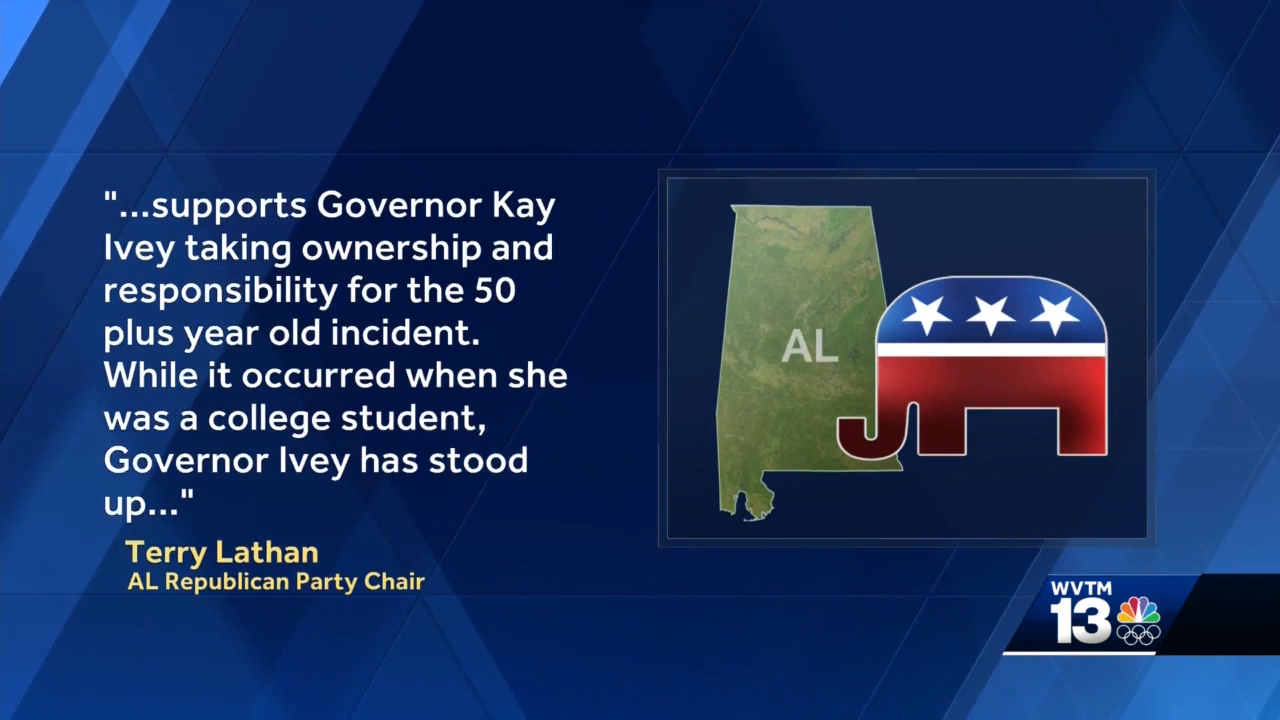 "...supports Governor Kay
Ivey taking ownership and
responsibility for the 50
plus year old incident.
While it occurred when she
was a college student,
Governor Ivey has stood
up..."
Terry Lathan
AL Republican Party Chair
AL
WVTM
13